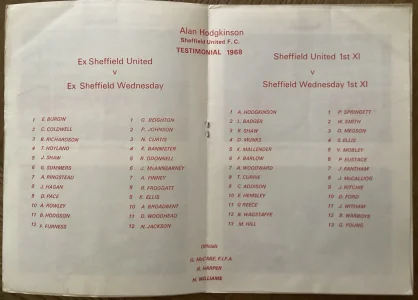 Alan Hodgkinson
Sheffield United F.C.
TESTIMONIAL 1968
Ex Sheffield United
v
Ex Sheffield Wednesday
1 E. BURGIN
2 C. COLDWELL
3 B. RICHARDSON
4 T. HOYLAND
5 J. SHAW
6 G. SUMMERS
7 A. RINGSTEAD
8 J. HAGAN
9 D. PACE
10 A. ROWLEY
11 D. HODGSON
12 J. FURNESS
1 C. BEIGHTON
2 P. JOHNSON
3 N. CURTIS
4 K. BANNISTER
5 R. ODONNELL
6 J. McANEARNEY
7 A. FINNEY
8 R. FROGGATT
9 K. ELLIS
10 A. BROADBENT
11 D. WOODHEAD
12 N. JACKSON
Sheffield United 1st XI
v
Sheffield Wednesday 1st XI
1 A. HODGKINSON
2 L. BADGER
3 B. SHAW
4 D. MUNKS
5 E. MALLENDER
6 F. BARLOW
7 A. WOODWARD
8 T. CURRIE
9 C. ADDISON
10 E. HEMSLEY
11 G REECE
12 B. WAGSTAFFE
13 M. HILL
1 P. SPRINGETT
2 W. SMITH
3 D. MEGSON
4 S. ELLIS
5 V. MOBLEY
6 P. EUSTACE
7 J. FANTHAM
8 J. McCALLIOG
9 J. RITCHIE
10 D. FORD
11 J. WITHAM
12 B. WARBOYS
13 G. YOUNG
Officials
G. McCABE, F.I.F.A.
K. HARPER
H. WILLIAMS